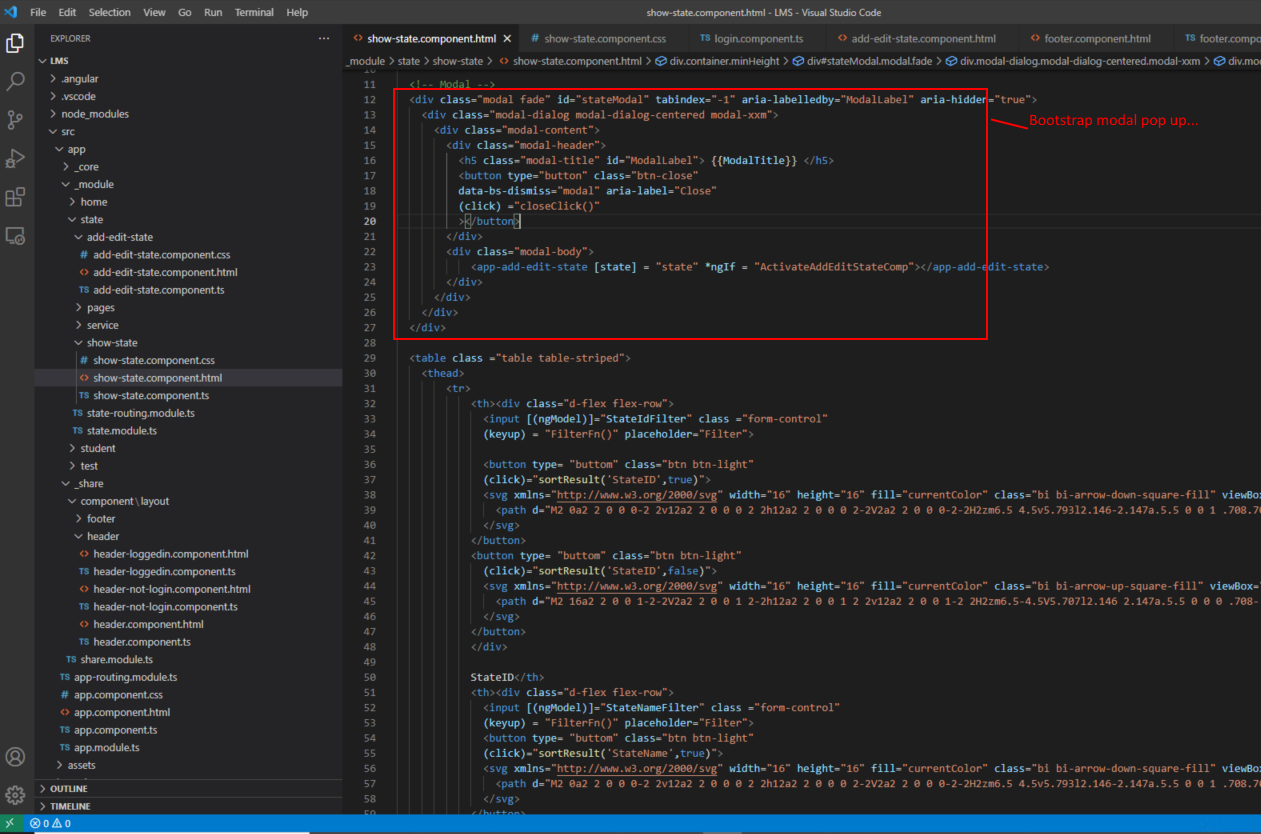 File Edit Selection View Go Run Terminal Help
show-state.component.html - LMS - Visual Studio Code
EXPLORER ...
show-state.component.html
# show-state.component.css
TS login.component.ts
add-edit-state.component.html
footer.component.html
TS footer.compo
LMS
.angular
.vscode
node_modules
src
app
_core
_module
home
state
add-edit-state
# add-edit-state.component.css
add-edit-state.component.html
TS add-edit-state.component.ts
pages
service
show-state
# show-state.component.css
show-state.component.html
TS show-state.component.ts
TS state-routing.module.ts
TS state.module.ts
student
test
_share
component \ layout
footer
header
header-loggedin.component.html
TS header-loggedin.component.ts
header-not-login.component.html
TS header-not-login.component.ts
header.component.html
TS header.component.ts
TS share.module.ts
TS app-routing.module.ts
# app.component.css
app.component.html
TS app.component.ts
TS app.module.ts
assets
OUTLINE
TIMELINE
_module > state > show-state > show-state.component.html > div.container.minHeight > div#stateModal.modal.fade > div.modal-dialog.modal-dialog-centered.modal-xxm > div.mo
10
11 <!-- Modal -->
12 <div class="modal fade" id="stateModal" tabindex="-1" aria-labelledby="ModalLabel" aria-hidden="true">
13 <div class="modal-dialog modal-dialog-centered modal-xxm">
14 <div class="modal-content">
15 <div class="modal-header">
16 <h5 class="modal-title" id="ModalLabel"> {{ModalTitle}} </h5>
17 <button type="button" class="btn-close"
18 data-bs-dismiss="modal" aria-label="Close"
19 (click) ="closeClick()"
20 ></button>
21 </div>
22 <div class="modal-body">
23 <app-add-edit-state [state] = "state" *ngIf = "ActivateAddEditStateComp"></app-add-edit-state>
24 </div>
25 </div>
26 </div>
27 </div>
28
29 <table class ="table table-striped">
30 <thead>
31 <tr>
32 <th><div class="d-flex flex-row">
33 <input [(ngModel)]="StateIdFilter" class ="form-control"
34 (keyup) = "FilterFn()" placeholder="Filter">
35
36 <button type= "buttom" class="btn btn-light"
37 (click)="sortResult('StateID',true)">
38 <svg xmlns="http://www.w3.org/2000/svg" width="16" height="16" fill="currentColor" class="bi bi-arrow-down-square-fill" viewBox
39 <path d="M2 0a2 2 0 0 0-2 2v12a2 2 0 0 0 2 2h12a2 2 0 0 0 2-2V2a2 2 0 0 0-2-2H2zm6.5 4.5v5.793l2.146-2.147a.5.5 0 0 1 .708.70
40 </svg>
41 </button>
42 <button type= "buttom" class="btn btn-light"
43 (click)="sortResult('StateID',false)">
44 <svg xmlns="http://www.w3.org/2000/svg" width="16" height="16" fill="currentColor" class="bi bi-arrow-up-square-fill" viewBox=
45 <path d="M2 16a2 2 0 0 1-2-2V2a2 2 0 0 1 2-2h12a2 2 0 0 1 2 2v12a2 2 0 0 1-2 2H2zm6.5-4.5V5.707l2.146 2.147a.5.5 0 0 0 .708-
46 </svg>
47 </button>
48 </div>
49
50 StateID</th>
51 <th><div class="d-flex flex-row">
52 <input [(ngModel)]="StateNameFilter" class ="form-control"
53 (keyup) = "FilterFn()" placeholder="Filter">
54 <button type= "buttom" class="btn btn-light"
55 (click)="sortResult('StateName',true)">
56 <svg xmlns="http://www.w3.org/2000/svg" width="16" height="16" fill="currentColor" class="bi bi-arrow-down-square-fill" viewBox
57 <path d="M2 0a2 2 0 0 0-2 2v12a2 2 0 0 0 2 2h12a2 2 0 0 0 2-2V2a2 2 0 0 0-2-2H2zm6.5 4.5v5.793l2.146-2.147a.5.5 0 0 1 .708.70
58 </svg>
59 </button>
Bootstrap modal pop up...
0 0